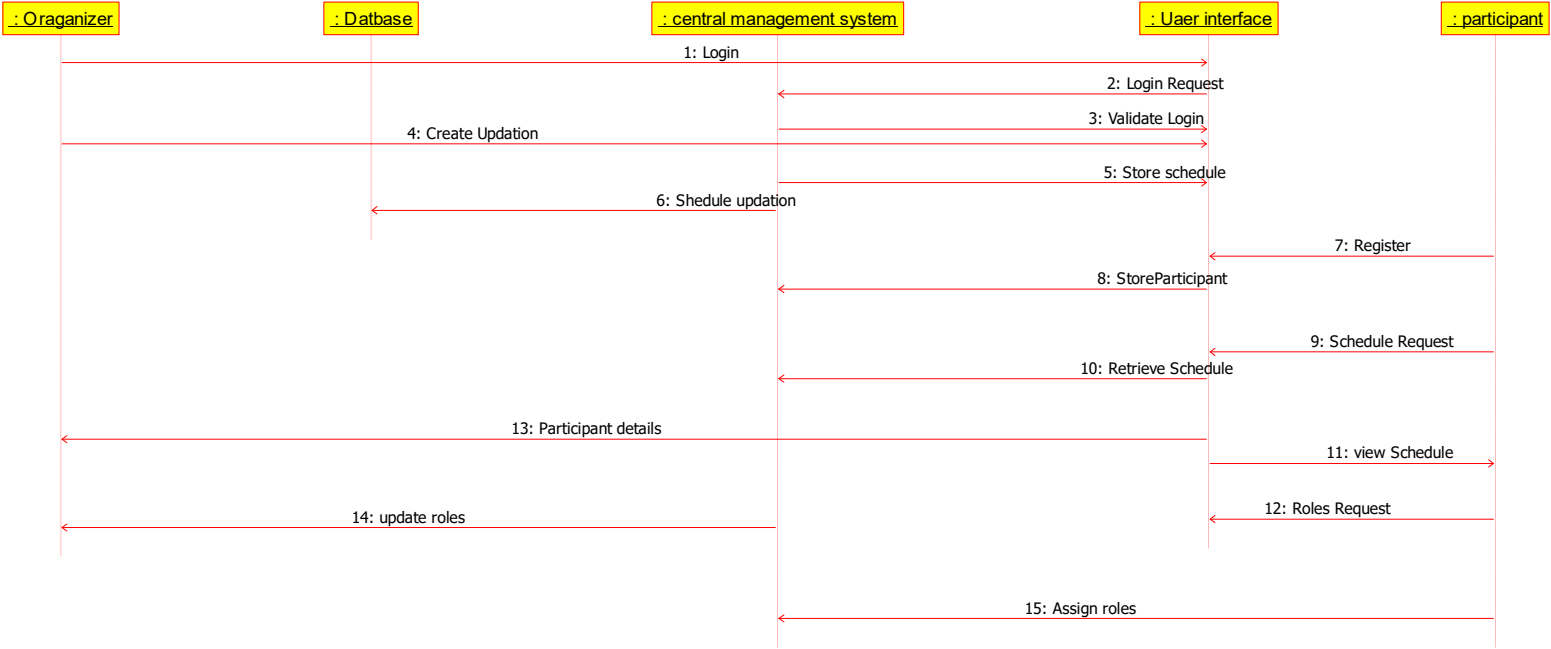 : Oraganizer
: Datbase
: central management system
: Uaer interface
: participant
1: Login
2: Login Request
3: Validate Login
4: Create Updation
5: Store schedule
6: Shedule updation
7: Register
8: StoreParticipant
9: Schedule Request
10: Retrieve Schedule
13: Participant details
11: view Schedule
12: Roles Request
14: update roles
15: Assign roles